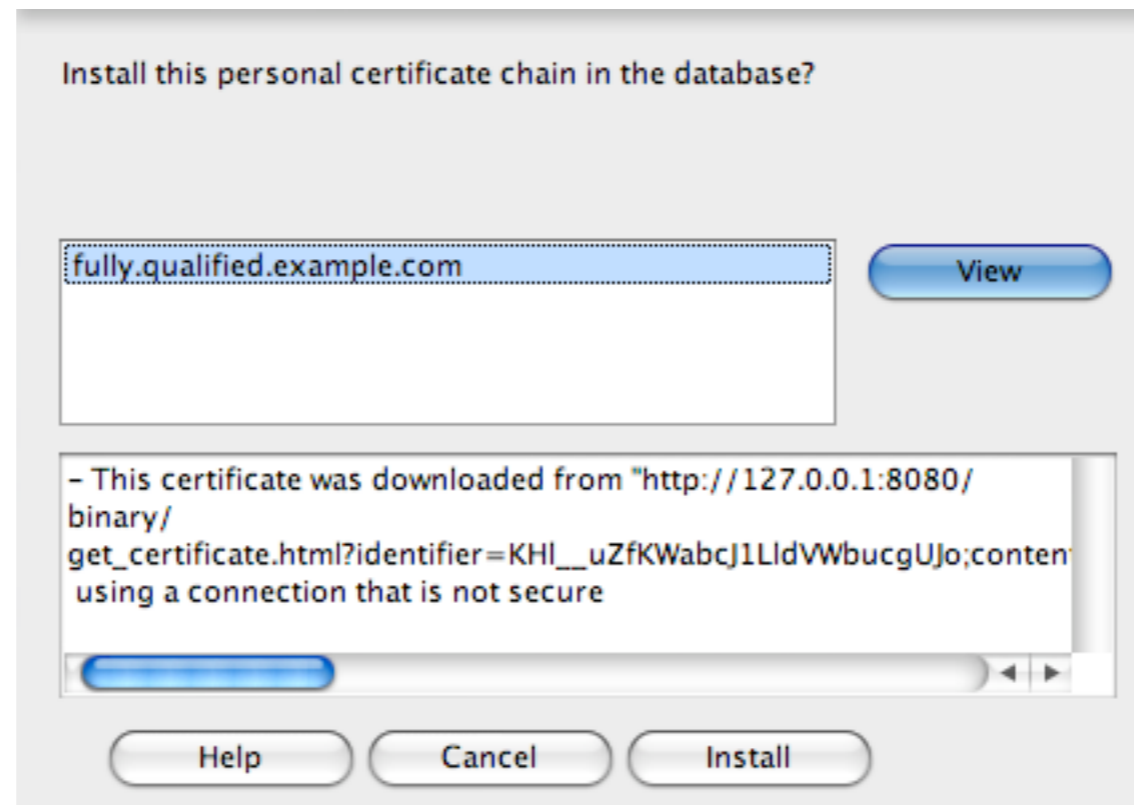 Install this personal certificate chain in the database?
fully.qualified.example.com
View
- This certificate was downloaded from "http://127.0.0.1:8080/
binary/
get_certificate.html?identifier=KHl__uZfKWabcJ1LldVWbucgUJo;content
using a connection that is not secure
Help
Cancel
Install